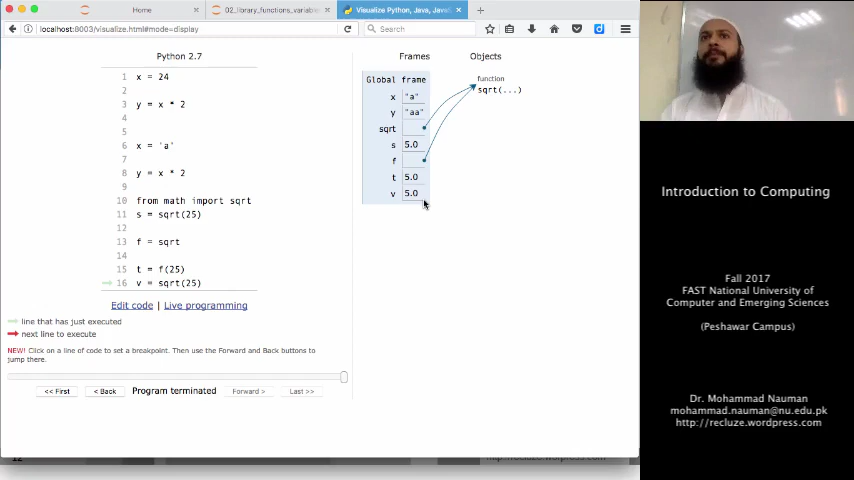 Home
02_library_functions_variable
Visualize Python, Java, JavaS
localhost:8003/visualize.html#mode=display
Search
Python 2.7
1 x = 24
2
3 y = x * 2
4
5
6 x = 'a'
7
8 y = x * 2
9
10 from math import sqrt
11 s = sqrt(25)
12
13 f = sqrt
14
15 t = f(25)
16 v = sqrt(25)
Edit code | Live programming
line that has just executed
next line to execute
NEW! Click on a line of code to set a breakpoint. Then use the Forward and Back buttons to
jump there.
<< First
< Back
Program terminated
Forward >
Last >>
Frames
Objects
Global frame
x "a"
y "aa"
sqrt
s 5.0
f
t 5.0
v 5.0
function
sqrt(...)
Introduction to Computing
Fall 2017
FAST National University of
Computer and Emerging Sciences
(Peshawar Campus)
Dr. Mohammad Nauman
mohammad.nauman@nu.edu.pk
http://recluze.wordpress.com
12